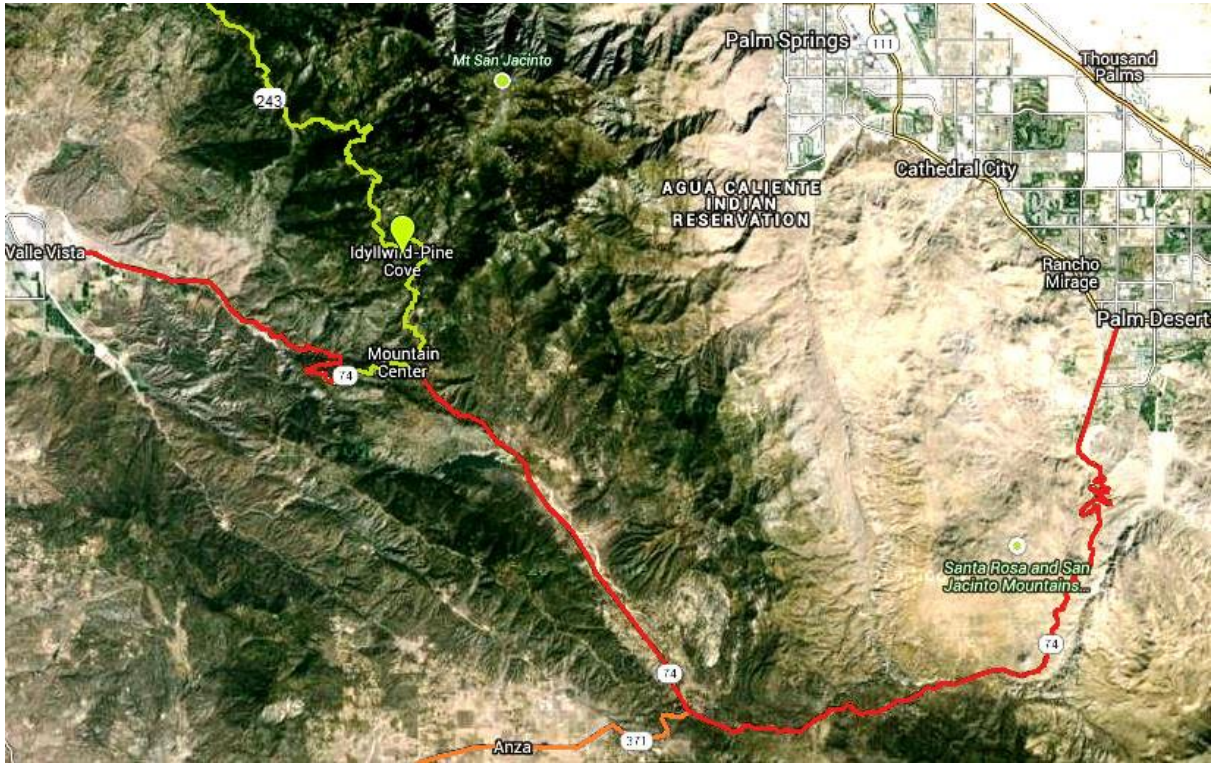 Palm Springs
111
Mt San Jacinto
Thousand
Palms
243
Cathedral City
AGUA CALIENTE
INDIAN
RESERVATION
Valle Vista
Idyllwild-Pine
Cove
Rancho
Mirage
Palm Desert
Mountain
Center
74
Santa Rosa and San
Jacinto Mountains...
74
74
371
Anza